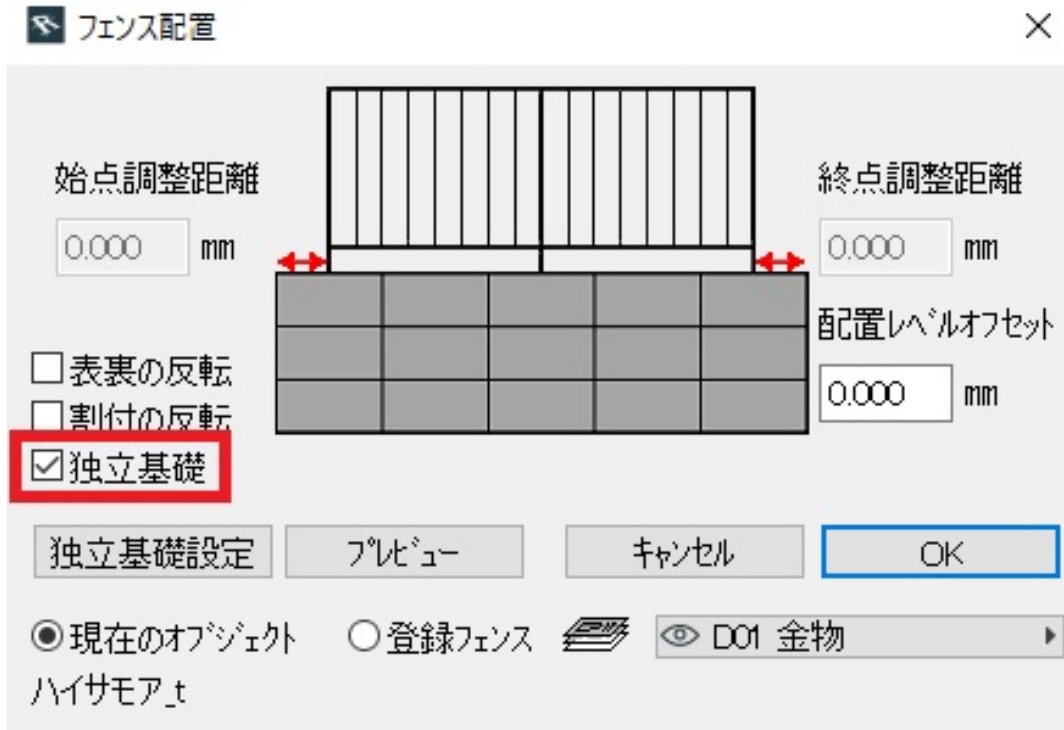 フェンス配置
始点調整距離
0.000 mm
終点調整距離
0.000 mm
配置レベルオフセット
0.000 mm
表裏の反転
割付の反転
独立基礎
独立基礎設定 プレビュー キャンセル OK
現在のオブジェクト 登録フェンス D01 金物
ハイサモア_t